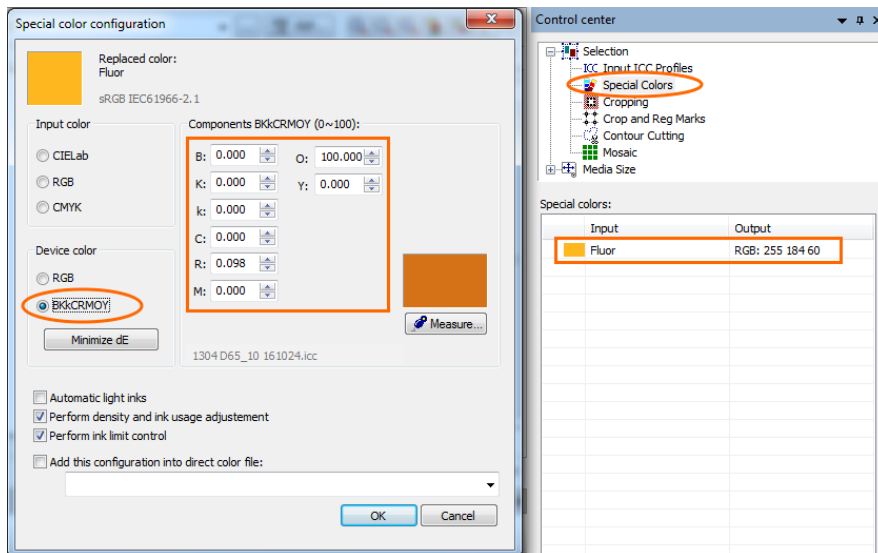 Special color configuration
Replaced color:
Fluor
sRGB IEC61966-2.1
Input color
CIELab
RGB
CMYK
Device color
RGB
BKkCRMOY
Minimize dE
Components BKkCRMOY (0~100):
B: 0.000 O: 100.000
K: 0.000 Y: 0.000
k: 0.000
C: 0.000
R: 0.098
M: 0.000
Measure...
1304 D65_10 161024.icc
Automatic light inks
Perform density and ink usage adjustement
Perform ink limit control
Add this configuration into direct color file:
OK Cancel
Control center
Selection
ICC Input ICC Profiles
Special Colors
Cropping
Crop and Reg Marks
Contour Cutting
Mosaic
Media Size
Special colors:
Input Output
Fluor RGB: 255 184 60